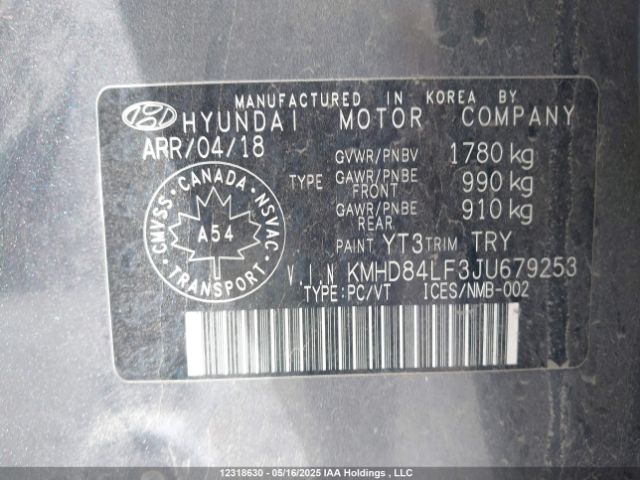 MANUFACTURED IN KOREA BY
HYUNDAI MOTOR COMPANY
ARR/04/18
GVWR/PNBV 1780 kg
TYPE GAWR/PNBE FRONT 990 kg
GAWR/PNBE REAR 910 kg
CMVSS · CANADA · NSVAC
A54
TRANSPORT
PAINT YT3 TRIM TRY
VIN KMHD84LF3JU679253
TYPE:PC/VT ICES/NMB-002
12318630 05/16/2025 IAA Holdings , LLC